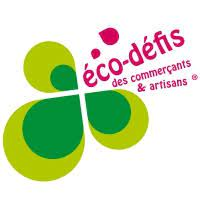 éco-défis
des commerçants
& artisans ®